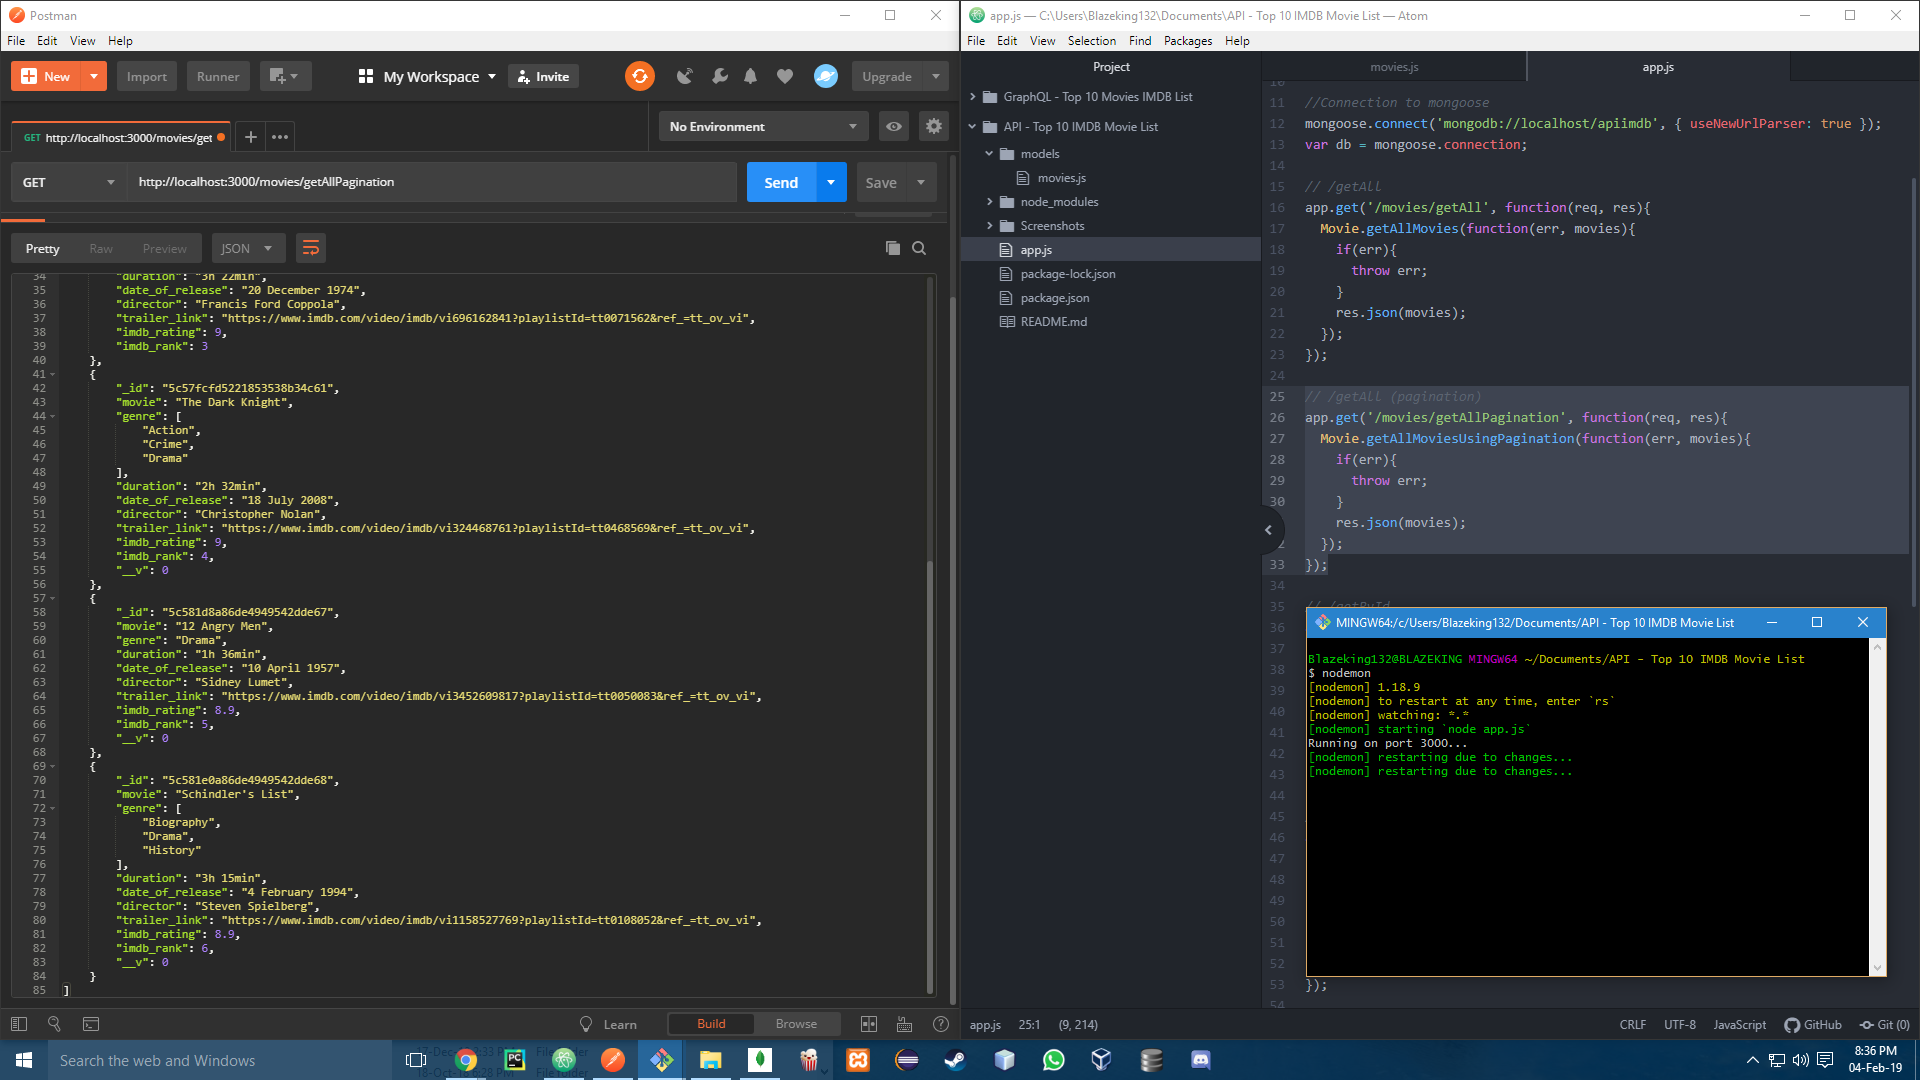 Postman
File Edit View Help
New Import Runner My Workspace Invite Upgrade
GET http://localhost:3000/movies/get
No Environment
GET http://localhost:3000/movies/getAllPagination Send Save
Pretty Raw Preview JSON
34 "duration": "3h 22min",
35 "date_of_release": "20 December 1974",
36 "director": "Francis Ford Coppola",
37 "trailer_link": "https://www.imdb.com/video/imdb/vi696162841?playlistId=tt0071562&ref_=tt_ov_vi",
38 "imdb_rating": 9,
39 "imdb_rank": 3
40 },
41 {
42 "_id": "5c57fcfd5221853538b34c61",
43 "movie": "The Dark Knight",
44 "genre": [
45 "Action",
46 "Crime",
47 "Drama"
48 ],
49 "duration": "2h 32min",
50 "date_of_release": "18 July 2008",
51 "director": "Christopher Nolan",
52 "trailer_link": "https://www.imdb.com/video/imdb/vi324468761?playlistId=tt0468569&ref_=tt_ov_vi",
53 "imdb_rating": 9,
54 "imdb_rank": 4,
55 "__v": 0
56 },
57 {
58 "_id": "5c581d8a86de4949542dde67",
59 "movie": "12 Angry Men",
60 "genre": "Drama",
61 "duration": "1h 36min",
62 "date_of_release": "10 April 1957",
63 "director": "Sidney Lumet",
64 "trailer_link": "https://www.imdb.com/video/imdb/vi3452609817?playlistId=tt0050083&ref_=tt_ov_vi",
65 "imdb_rating": 8.9,
66 "imdb_rank": 5,
67 "__v": 0
68 },
69 {
70 "_id": "5c581e0a86de4949542dde68",
71 "movie": "Schindler's List",
72 "genre": [
73 "Biography",
74 "Drama",
75 "History"
76 ],
77 "duration": "3h 15min",
78 "date_of_release": "4 February 1994",
79 "director": "Steven Spielberg",
80 "trailer_link": "https://www.imdb.com/video/imdb/vi1158527769?playlistId=tt0108052&ref_=tt_ov_vi",
81 "imdb_rating": 8.9,
82 "imdb_rank": 6,
83 "__v": 0
84 }
85 ]
Learn Build Browse
app.js — C:\Users\Blazeking132\Documents\API - Top 10 IMDB Movie List — Atom
File Edit View Selection Find Packages Help
Project
GraphQL - Top 10 Movies IMDB List
API - Top 10 IMDB Movie List
models
movies.js
node_modules
Screenshots
app.js
package-lock.json
package.json
README.md
movies.js app.js
10
11 //Connection to mongoose
12 mongoose.connect('mongodb://localhost/apiimdb', { useNewUrlParser: true });
13 var db = mongoose.connection;
14
15 // /getAll
16 app.get('/movies/getAll', function(req, res){
17 Movie.getAllMovies(function(err, movies){
18 if(err){
19 throw err;
20 }
21 res.json(movies);
22 });
23 });
24
25 // /getAll (pagination)
26 app.get('/movies/getAllPagination', function(req, res){
27 Movie.getAllMoviesUsingPagination(function(err, movies){
28 if(err){
29 throw err;
30 }
res.json(movies);
});
33 });
34
35 // /getById
36
37
38
39
40
41
42
43
44
45
46
47
48
49
50
51
52
53 });
54
MINGW64:/c/Users/Blazeking132/Documents/API - Top 10 IMDB Movie List
Blazeking132@BLAZEKING MINGW64 ~/Documents/API - Top 10 IMDB Movie List
$ nodemon
[nodemon] 1.18.9
[nodemon] to restart at any time, enter `rs`
[nodemon] watching: *.*
[nodemon] starting `node app.js`
Running on port 3000...
[nodemon] restarting due to changes...
[nodemon] restarting due to changes...
app.js 25:1 (9, 214) CRLF UTF-8 JavaScript GitHub Git (0)
Search the web and Windows
8:36 PM
04-Feb-19